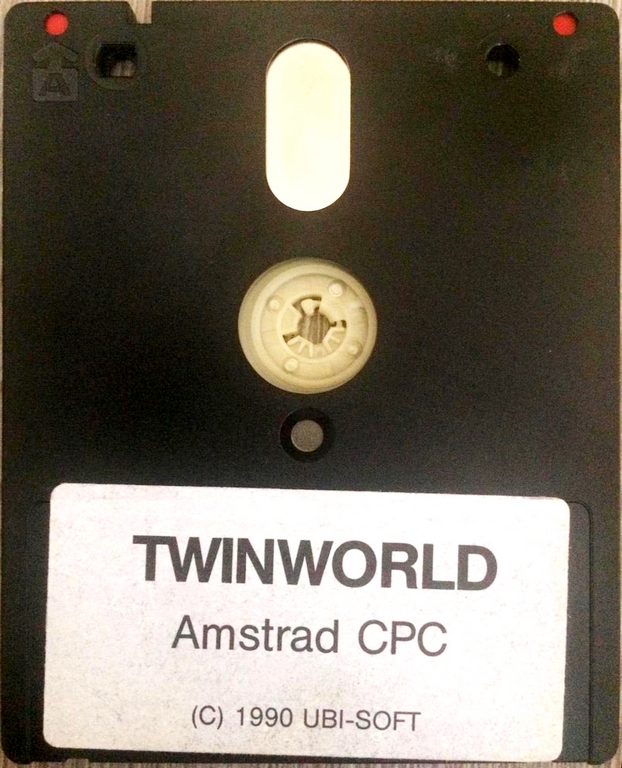 A
TWINWORLD
Amstrad CPC
(C) 1990 UBI-SOFT